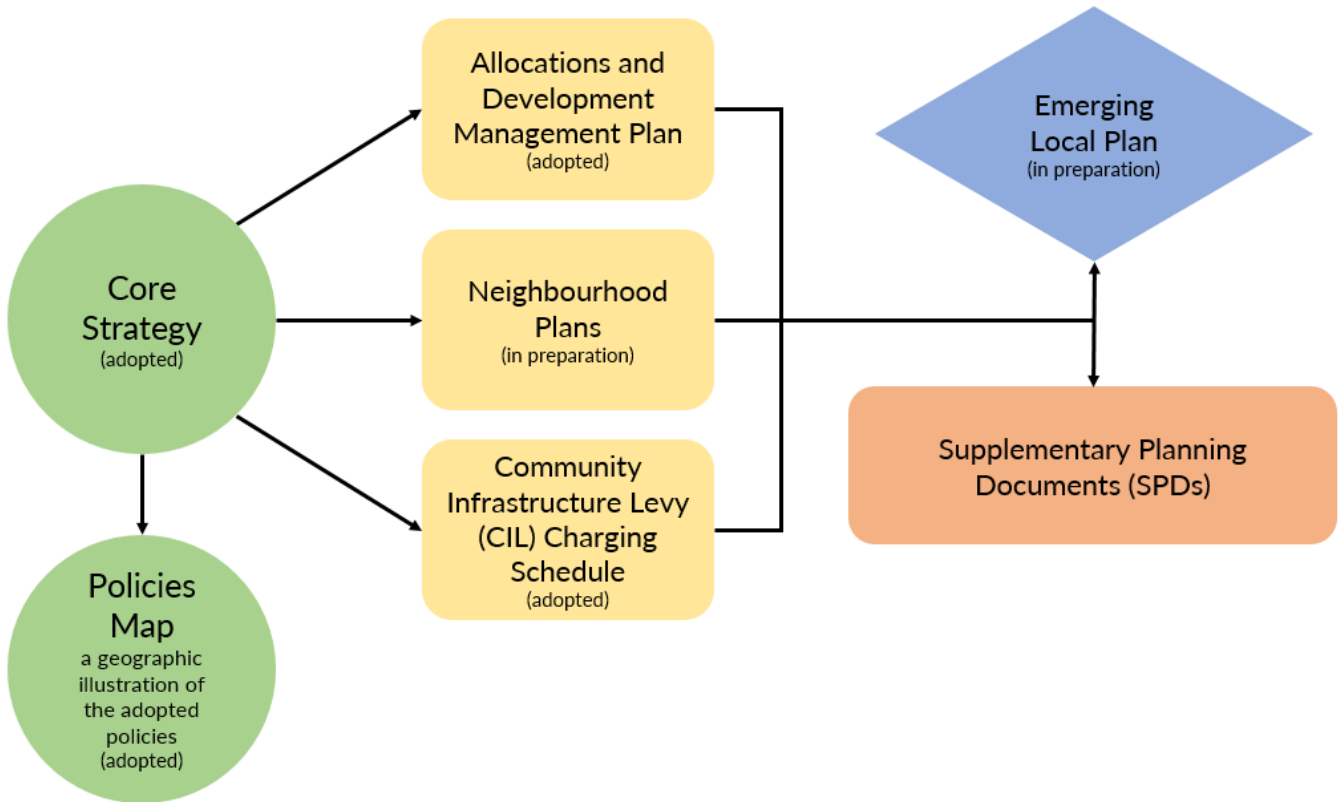 Core
Strategy
(adopted)
Policies
Map
a geographic
illustration of
the adopted
policies
(adopted)
Allocations and
Development
Management Plan
(adopted)
Neighbourhood
Plans
(in preparation)
Community
Infrastructure Levy
(CIL) Charging
Schedule
(adopted)
Emerging
Local Plan
(in preparation)
Supplementary Planning
Documents (SPDs)